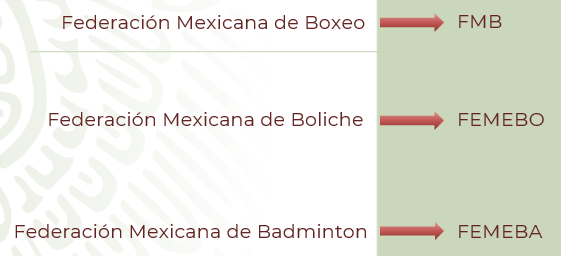 Federación Mexicana de Boxeo FMB
Federación Mexicana de Boliche FEMEBO
Federación Mexicana de Badminton FEMEBA